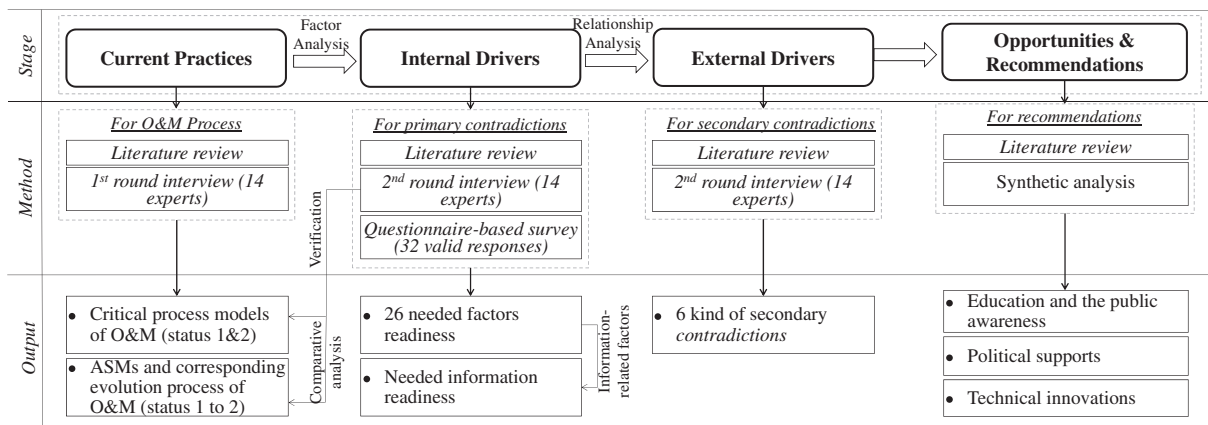 Stage
Current Practices
Factor
Analysis
Internal Drivers
Relationship
Analysis
External Drivers
Opportunities &
Recommendations
Method
For O&M Process
Literature review
1st round interview (14
experts)
For primary contradictions
Literature review
2nd round interview (14
experts)
Questionnaire-based survey
(32 valid responses)
For secondary contradictions
Literature review
2nd round interview (14
experts)
For recommendations
Literature review
Synthetic analysis
Verification
Output
• Critical process models
of O&M (status 1&2)
• ASMs and corresponding
evolution process of
O&M (status 1 to 2)
Comparative
analysis
• 26 needed factors
readiness
• Needed information
readiness
Information-
related factors
• 6 kind of secondary
contradictions
• Education and the public
awareness
• Political supports
• Technical innovations